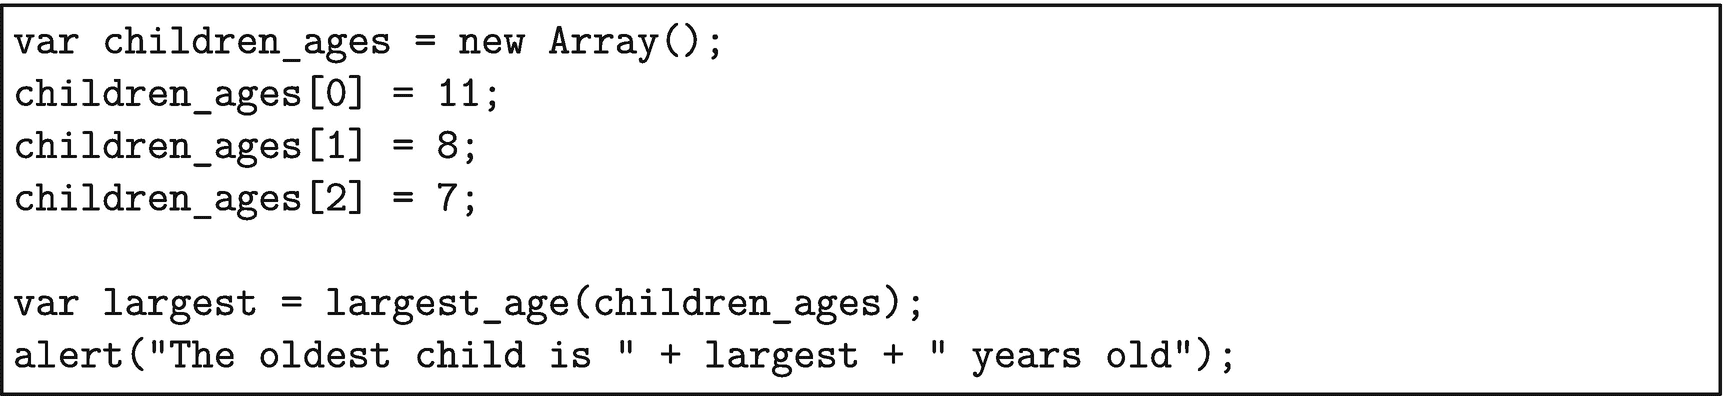 var children_ages = new Array();
children_ages[0] = 11;
children_ages[1] = 8;
children_ages[2] = 7;
var largest = largest_age(children_ages);
alert("The oldest child is " + largest + " years old");